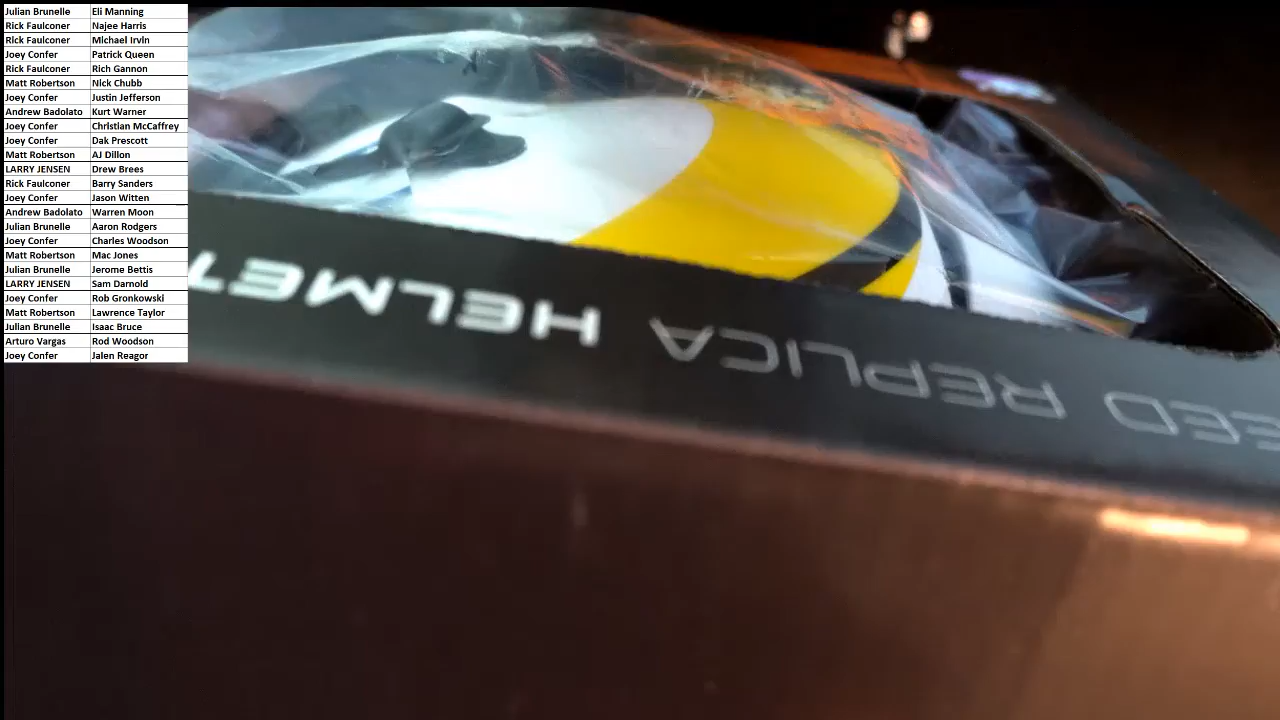 Julian Brunelle Eli Manning
Rick Faulconer Najee Harris
Rick Faulconer Michael Irvin
Joey Confer Patrick Queen
Rick Faulconer Rich Gannon
Matt Robertson Nick Chubb
Joey Confer Justin Jefferson
Andrew Badolato Kurt Warner
Joey Confer Christian McCaffrey
Joey Confer Dak Prescott
Matt Robertson AJ Dillon
LARRY JENSEN Drew Brees
Rick Faulconer Barry Sanders
Joey Confer Jason Witten
Andrew Badolato Warren Moon
Julian Brunelle Aaron Rodgers
Joey Confer Charles Woodson
Matt Robertson Mac Jones
Julian Brunelle Jerome Bettis
LARRY JENSEN Sam Darnold
Joey Confer Rob Gronkowski
Matt Robertson Lawrence Taylor
Julian Brunelle Isaac Bruce
Arturo Vargas Rod Woodson
Joey Confer Jalen Reagor
EED REPLICA HELMET